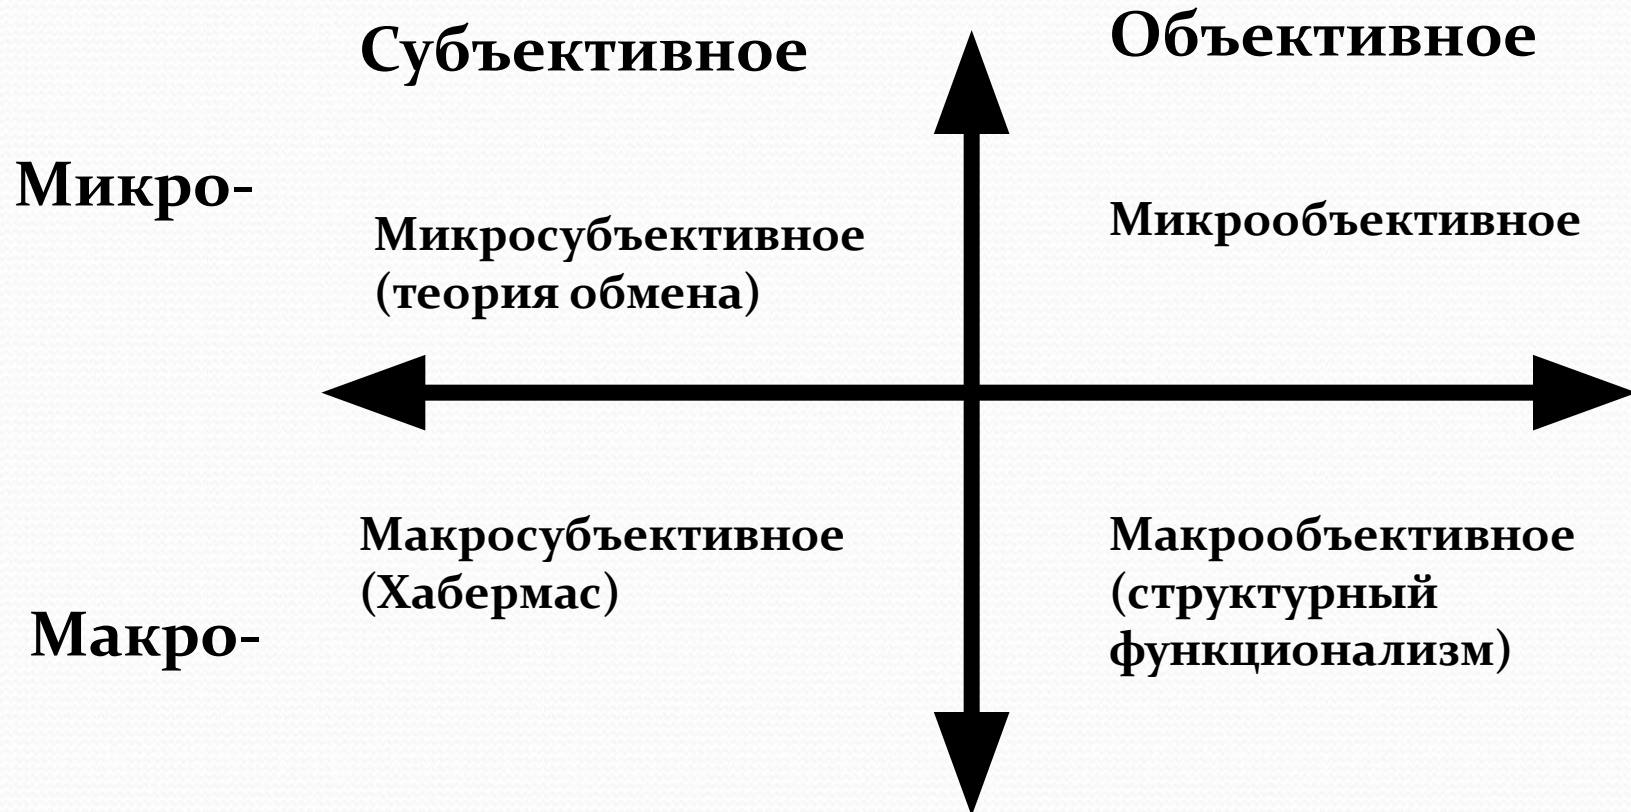 Субъективное
Объективное
Микро-
Микросубъективное
(теория обмена)
Микрообъективное
Макросубъективное
(Хабермас)
Макрообъективное
(структурный
функционализм)
Макро-